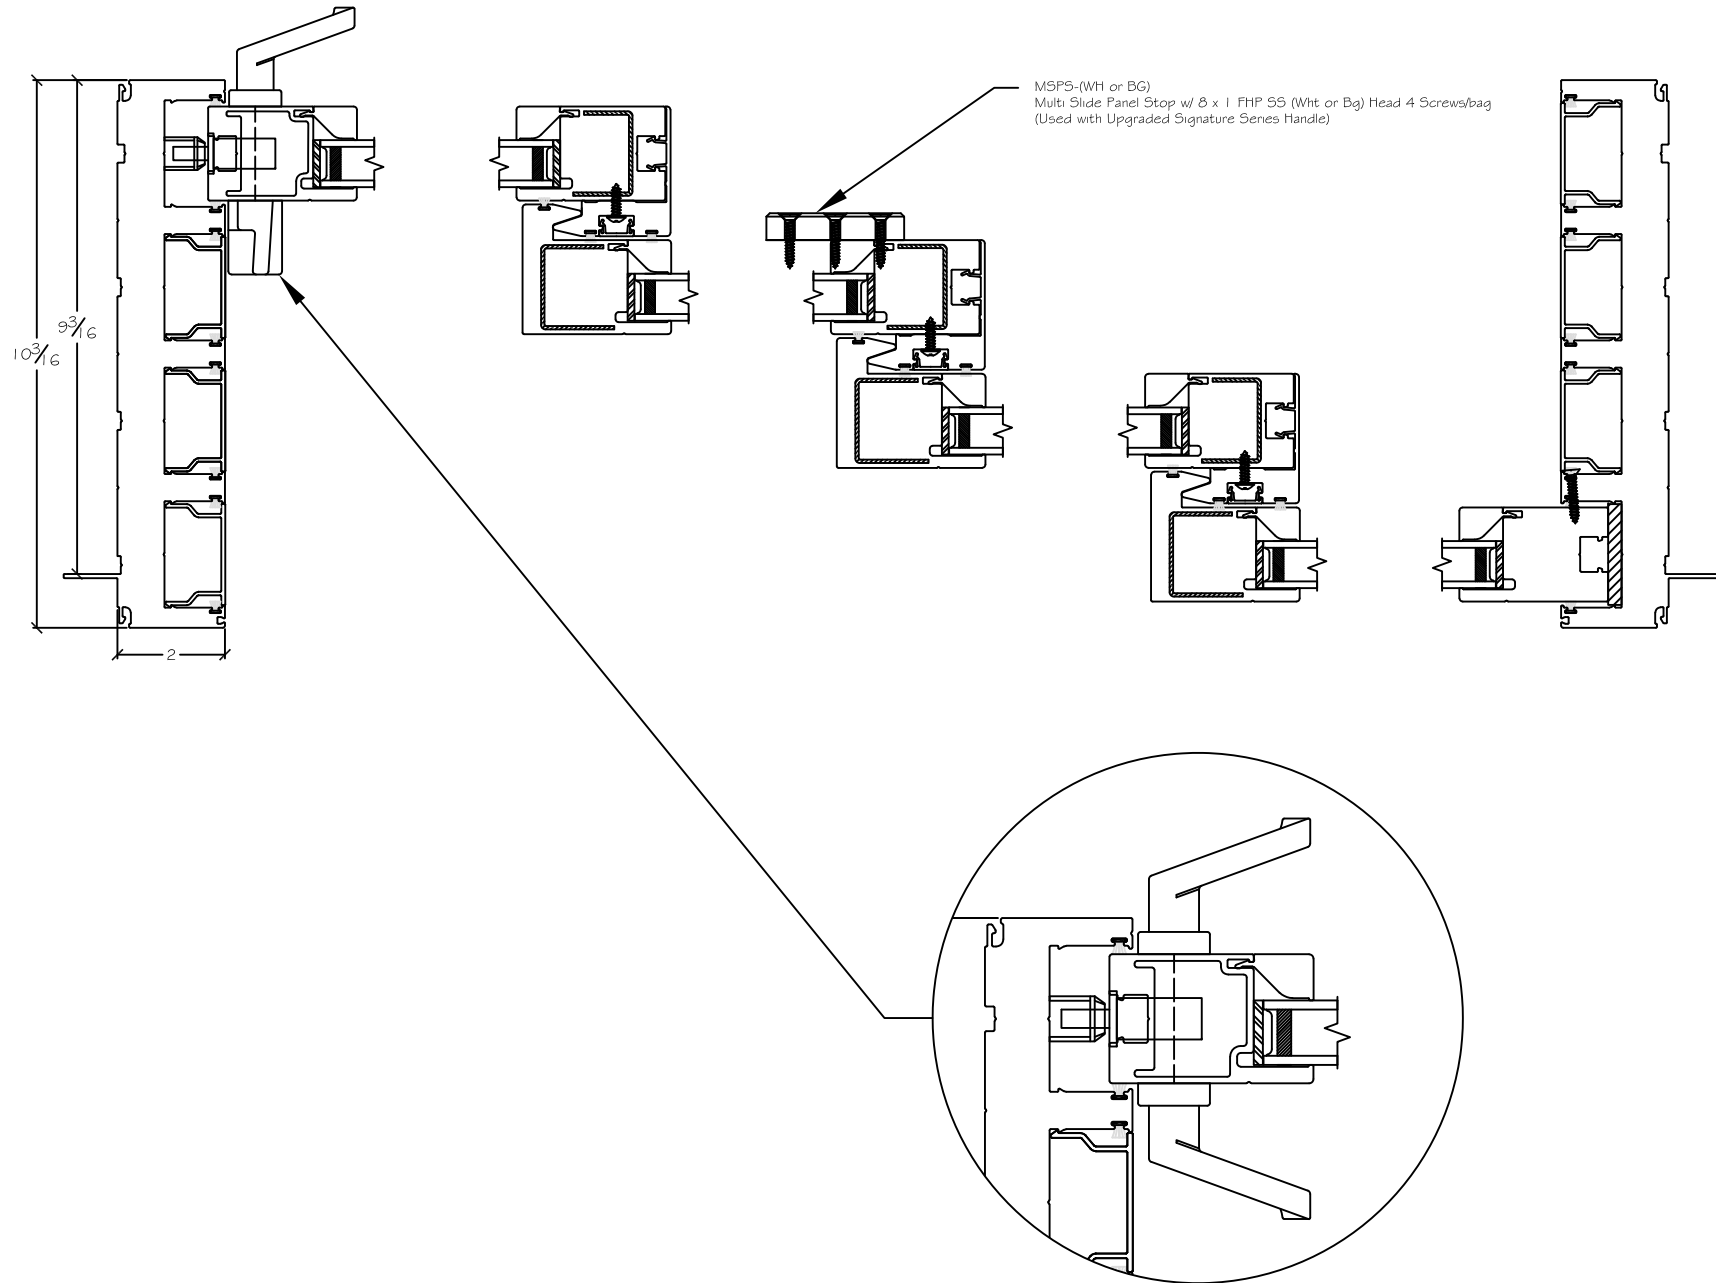 MSPS-(WH or BG)
Multi Slide Panel Stop w/ 8 x 1 FHP SS (Wht or Bg) Head 4 Screws/bag
(Used with Upgraded Signature Series Handle)
9 3/16
10 3/16
2